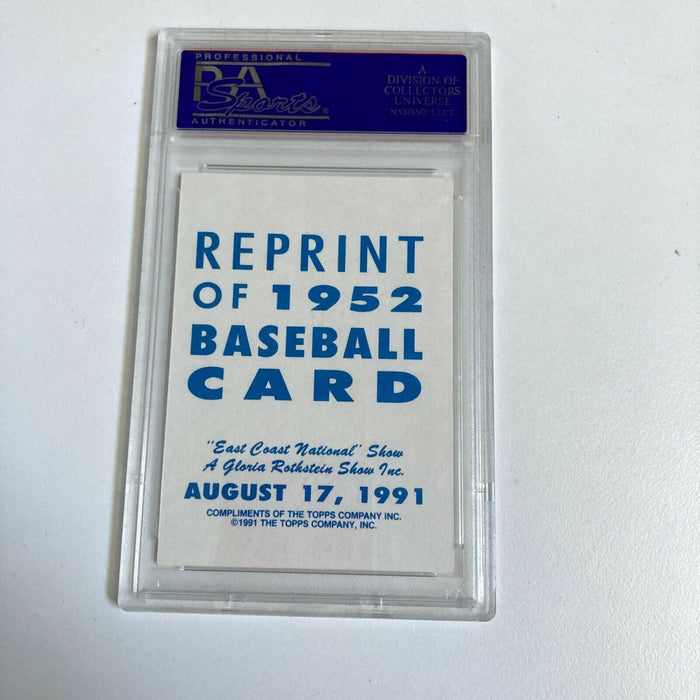 PROFESSIONAL
PSA
Sports®
AUTHENTICATOR
A
DIVISION OF
COLLECTORS
UNIVERSE
NASDAQ: CLCT
REPRINT
OF 1952
BASEBALL
CARD
"East Coast National" Show
A Gloria Rothstein Show Inc.
AUGUST 17, 1991
COMPLIMENTS OF THE TOPPS COMPANY INC.
©1991 THE TOPPS COMPANY, INC.